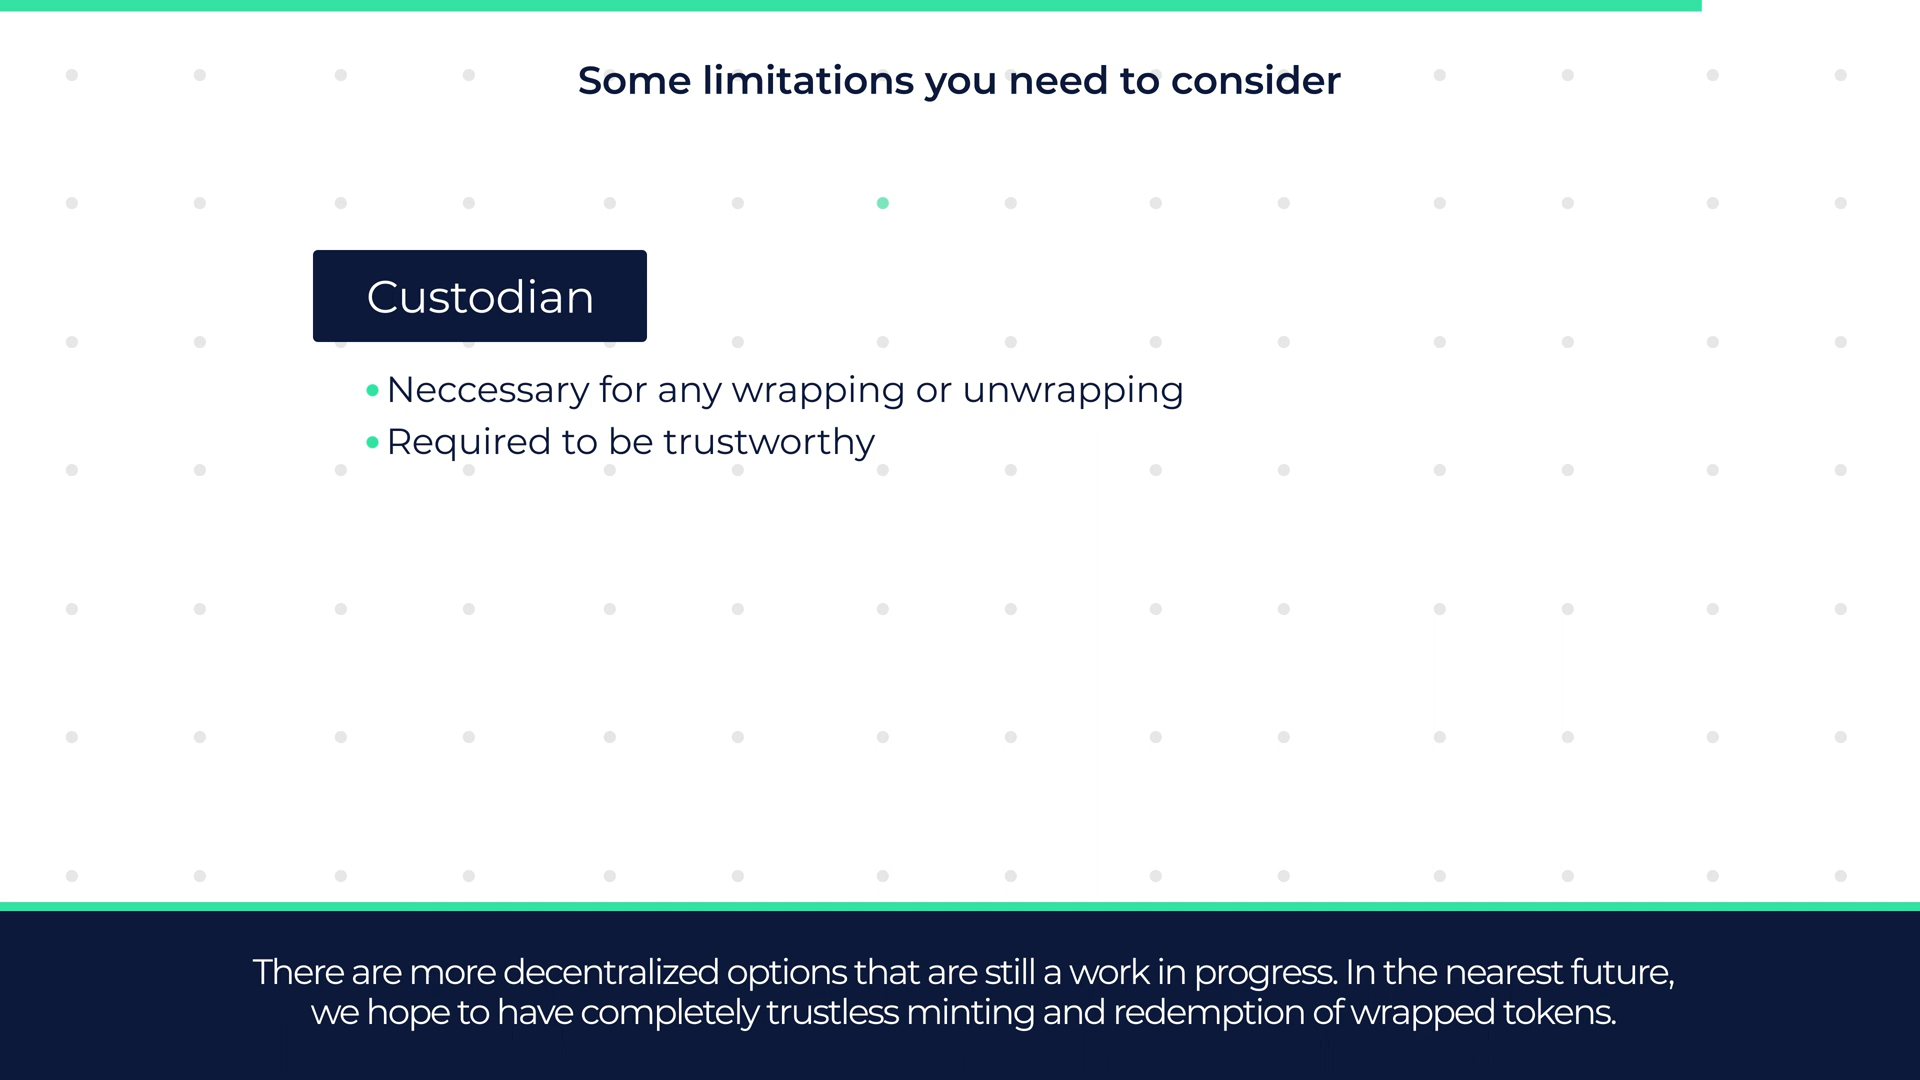 Some limitations you need to consider
Custodian
Neccessary for any wrapping or unwrapping
Required to be trustworthy
There are more decentralized options that are still a work in progress. In the nearest future,
we hope to have completely trustless minting and redemption of wrapped tokens.